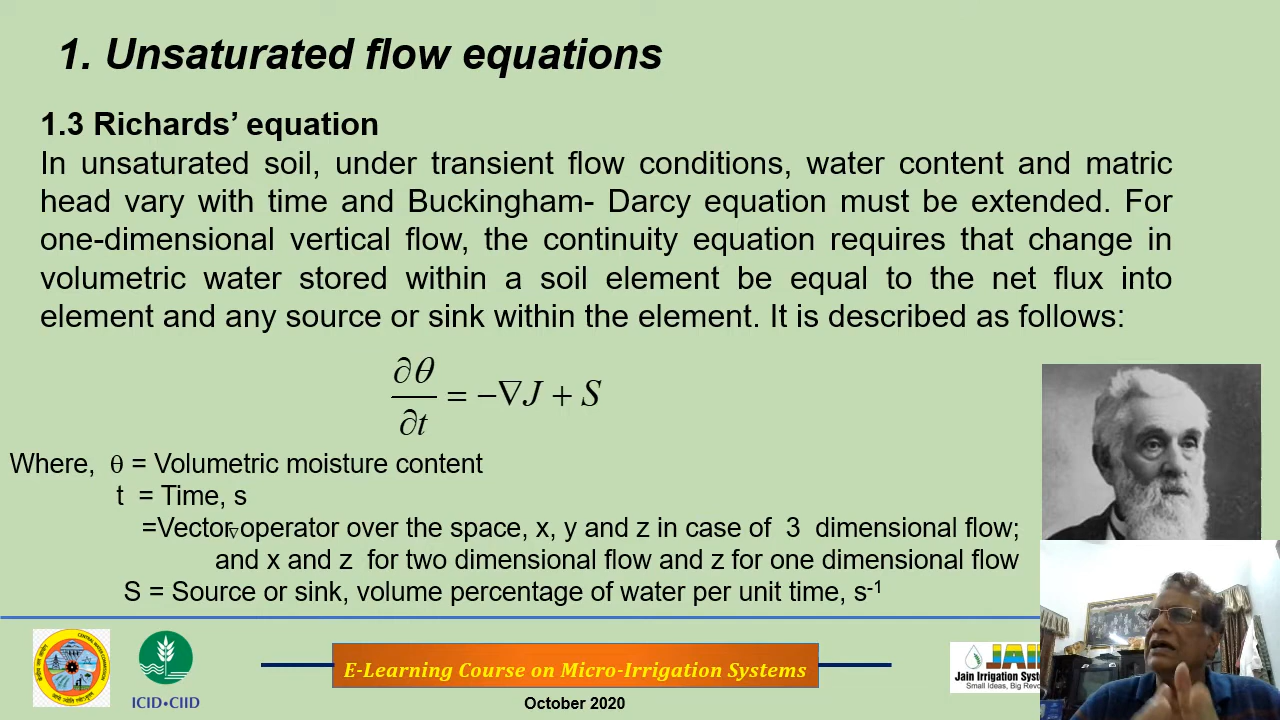 1. Unsaturated flow equations
1.3 Richards’ equation
In unsaturated soil, under transient flow conditions, water content and matric
head vary with time and Buckingham- Darcy equation must be extended. For
one-dimensional vertical flow, the continuity equation requires that change in
volumetric water stored within a soil element be equal to the net flux into
element and any source or sink within the element. It is described as follows:
∂θ/∂t = −∇J + S
Where, θ = Volumetric moisture content
t = Time, s
=Vector∇operator over the space, x, y and z in case of 3 dimensional flow;
and x and z for two dimensional flow and z for one dimensional flow
S = Source or sink, volume percentage of water per unit time, s⁻¹
ICID•CIID
E-Learning Course on Micro-Irrigation Systems
October 2020
JAI
Jain Irrigation Syste
Small Ideas, Big Revo